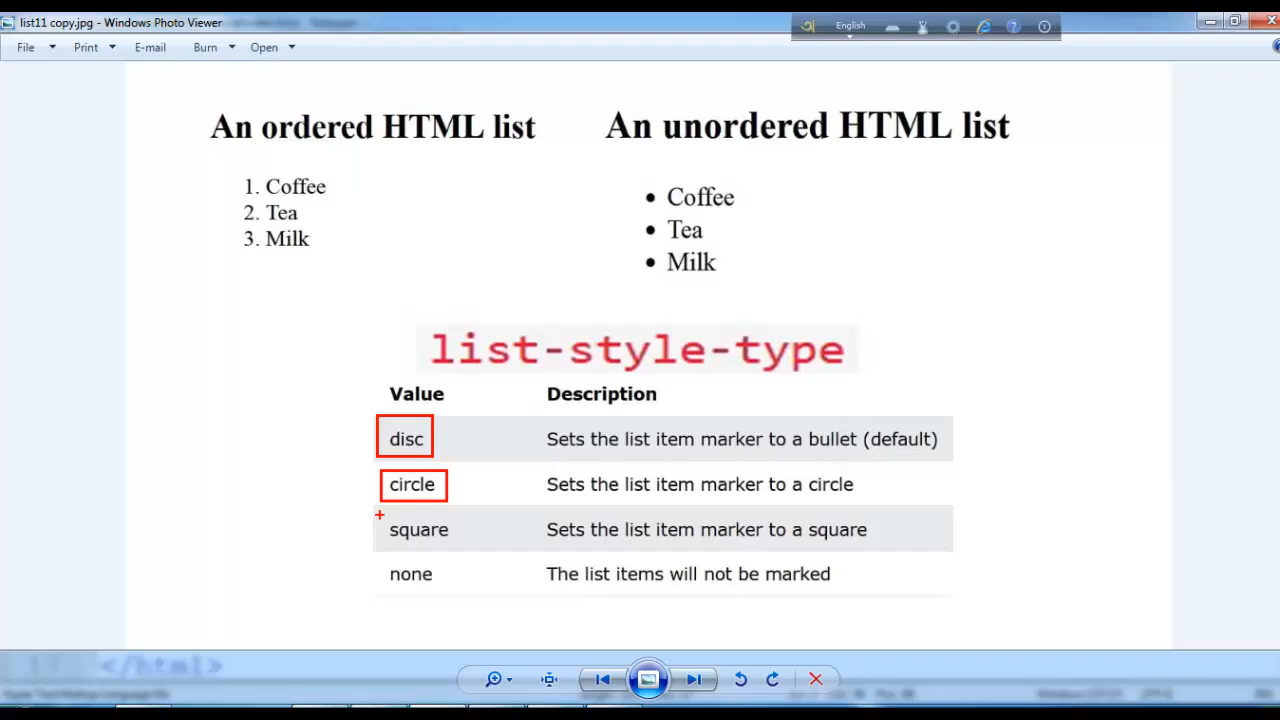 list11 copy.jpg - Windows Photo Viewer
অ English
File Print E-mail Burn Open
An ordered HTML list
1. Coffee
2. Tea
3. Milk
An unordered HTML list
• Coffee
• Tea
• Milk
list-style-type
Value Description
disc Sets the list item marker to a bullet (default)
circle Sets the list item marker to a circle
square Sets the list item marker to a square
none The list items will not be marked
</html>